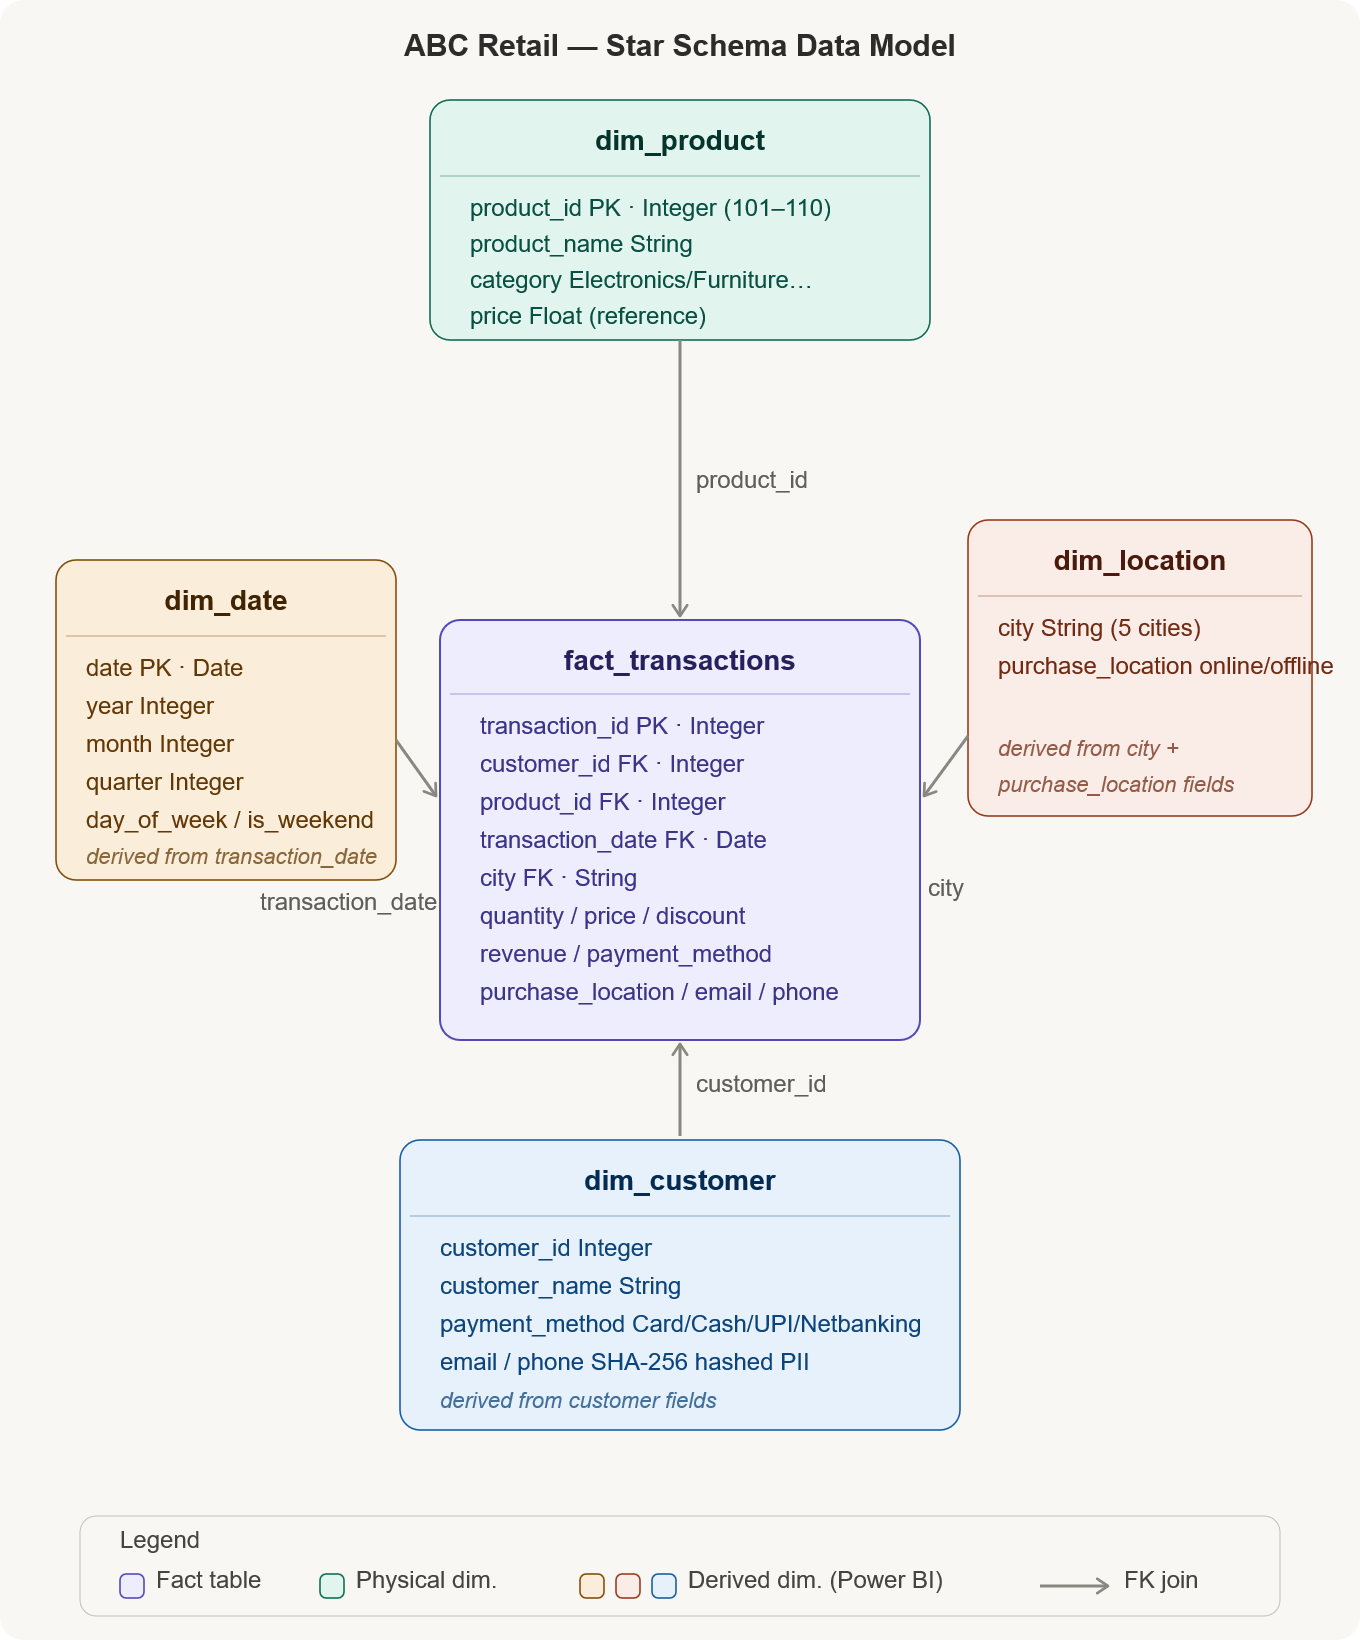 ABC Retail — Star Schema Data Model
dim_product
product_id PK · Integer (101–110)
product_name String
category Electronics/Furniture…
price Float (reference)
product_id
dim_date
date PK · Date
year Integer
month Integer
quarter Integer
day_of_week / is_weekend
derived from transaction_date
transaction_date
fact_transactions
transaction_id PK · Integer
customer_id FK · Integer
product_id FK · Integer
transaction_date FK · Date
city FK · String
quantity / price / discount
revenue / payment_method
purchase_location / email / phone
dim_location
city String (5 cities)
purchase_location online/offline
derived from city +
purchase_location fields
city
customer_id
dim_customer
customer_id Integer
customer_name String
payment_method Card/Cash/UPI/Netbanking
email / phone SHA-256 hashed PII
derived from customer fields
Legend
Fact table
Physical dim.
Derived dim. (Power BI)
FK join